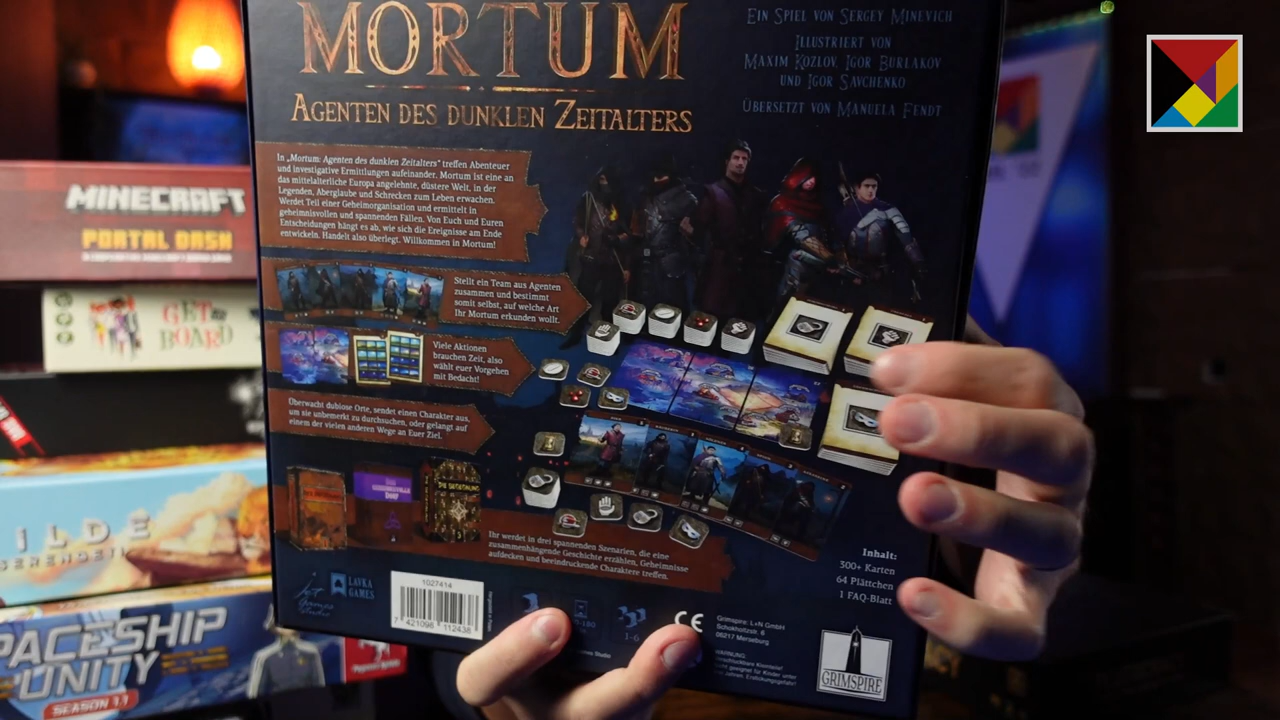 MORTUM
AGENTEN DES DUNKLEN ZEITALTERS
EIN SPIEL VON SERGEY MINEVICH
ILLUSTRIERT VON
MAXIM KOZLOV, IGOR BURLAKOV
UND IGOR SAVCHENKO
ÜBERSETZT VON MANUELA FENDT
In „Mortum: Agenten des dunklen Zeitalters" treffen Abenteuer
und investigative Ermittlungen aufeinander. Mortum ist eine an
das mittelalterliche Europa angelehnte, düstere Welt, in der
Legenden, Aberglaube und Schrecken zum Leben erwachen.
Werdet Teil einer Geheimorganisation und ermittelt in
geheimnisvollen und spannenden Fällen. Von Euch und Euren
Entscheidungen hängt es ab, wie sich die Ereignisse am Ende
entwickeln. Handelt also überlegt. Willkommen in Mortum!
Stellt ein Team aus Agenten
zusammen und bestimmt
somit selbst, auf welche Art
Ihr Mortum erkunden wollt.
Viele Aktionen
brauchen Zeit, also
wählt euer Vorgehen
mit Bedacht!
Überwacht dubiose Orte, sendet einen Charakter aus,
um sie unbemerkt zu durchsuchen, oder gelangt auf
einem der vielen anderen Wege an Euer Ziel.
Ihr werdet in drei spannenden Szenarien, die eine
zusammenhängende Geschichte erzählen, Geheimnisse
aufdecken und beeindruckende Charaktere treffen.
Inhalt:
300+ Karten
64 Plättchen
1 FAQ-Blatt
LAVKA
GAMES
1027414
7 421098 112438
1-6
CE
Grimspire: L+N GmbH
06217 Merseburg
GRIMSPIRE
MINECRAFT
PORTAL DASH
GET
BOARD
ILDE
SERENGETI
SPACESHIP
UNITY
SEASON 1.1